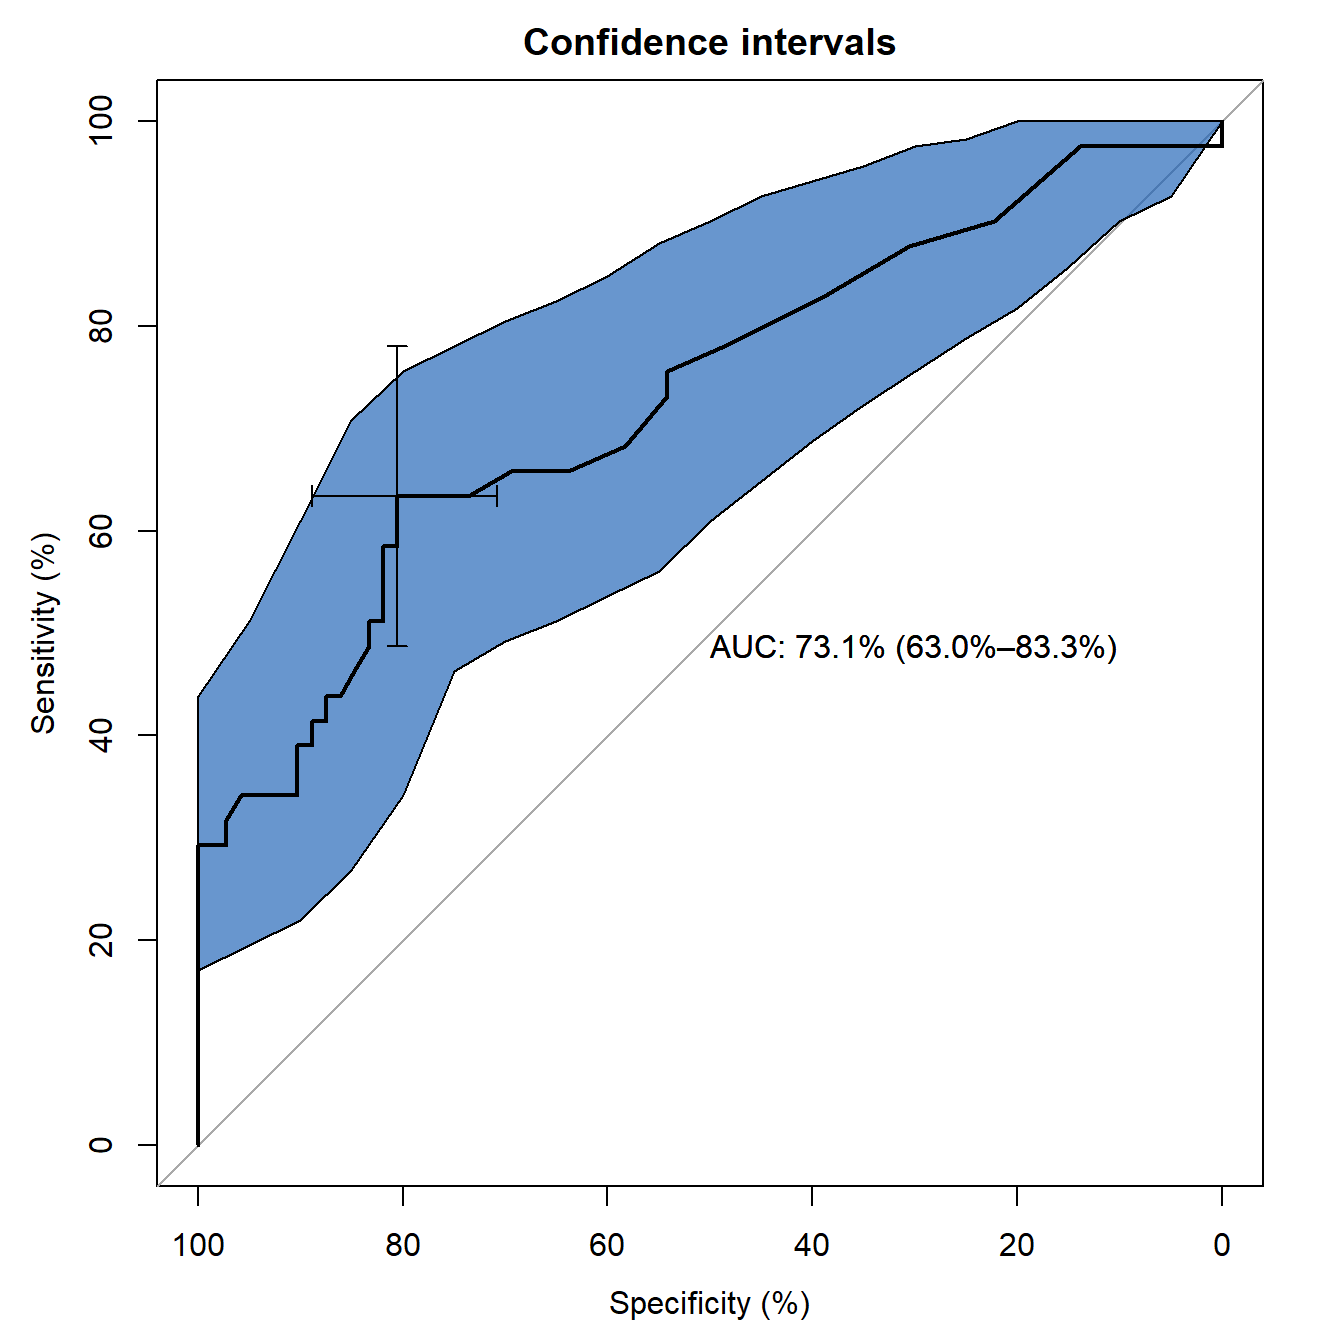 Confidence intervals
Sensitivity (%)
100
80
60
40
20
0
AUC: 73.1% (63.0%–83.3%)
100 80 60 40 20 0
Specificity (%)